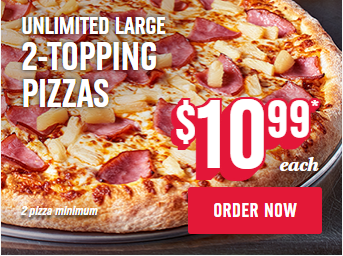 UNLIMITED LARGE
2-TOPPING
PIZZAS
$10.99*
each
2 pizza minimum
ORDER NOW